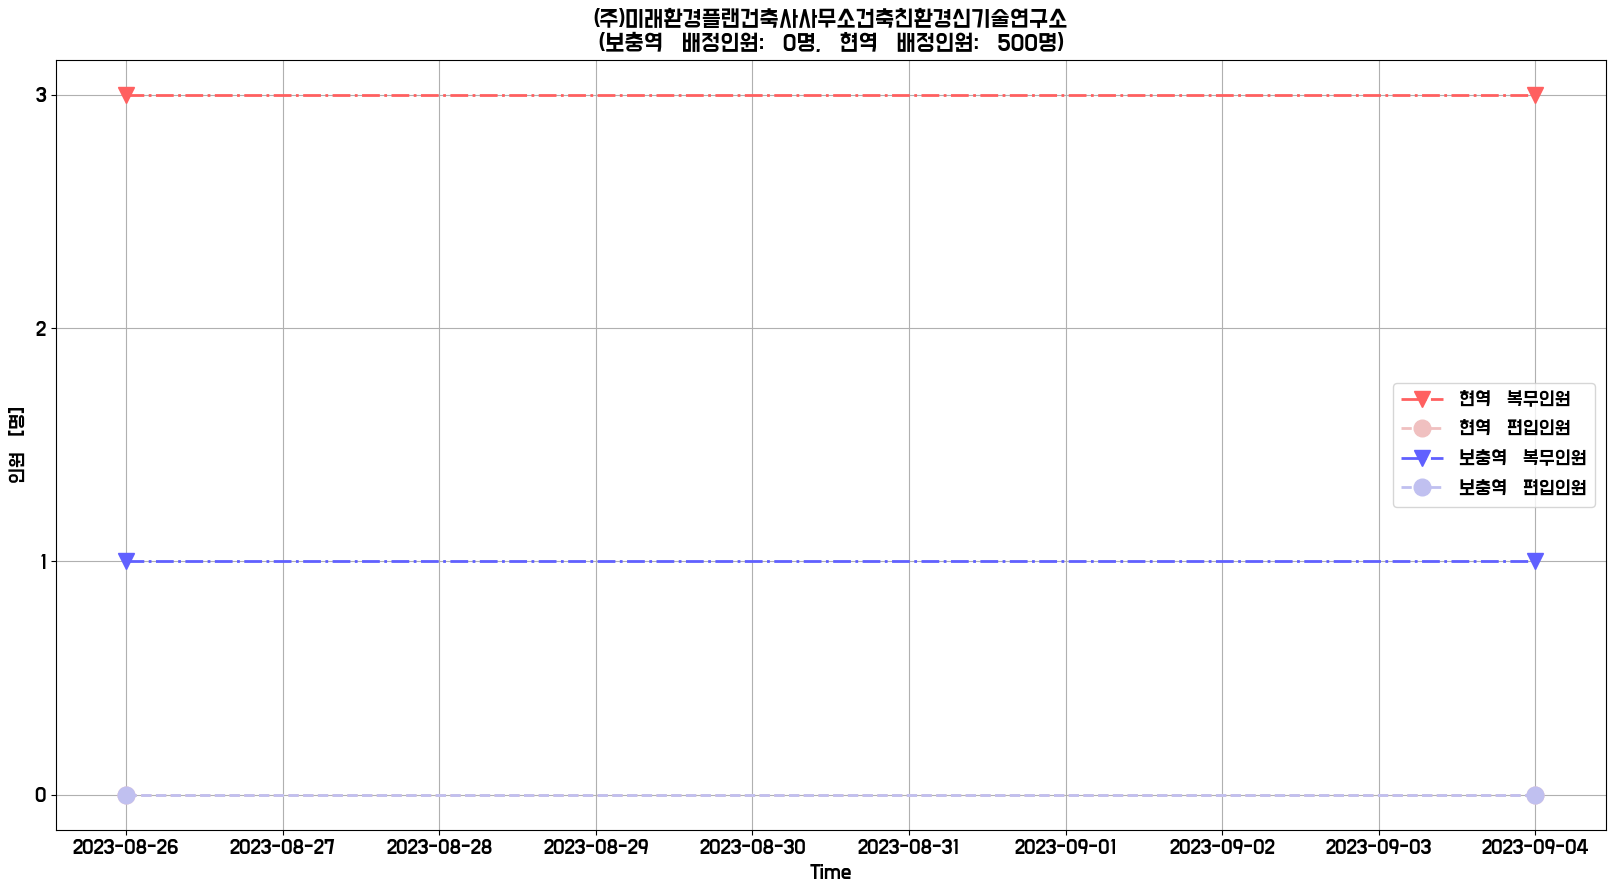 (주)미래환경플랜건축사사무소건축친환경신기술연구소
(보충역 배정인원: 0명, 현역 배정인원: 500명)
3
2
1
0
인원 [명]
현역 복무인원
현역 편입인원
보충역 복무인원
보충역 편입인원
2023-08-26 2023-08-27 2023-08-28 2023-08-29 2023-08-30 2023-08-31 2023-09-01 2023-09-02 2023-09-03 2023-09-04
Time